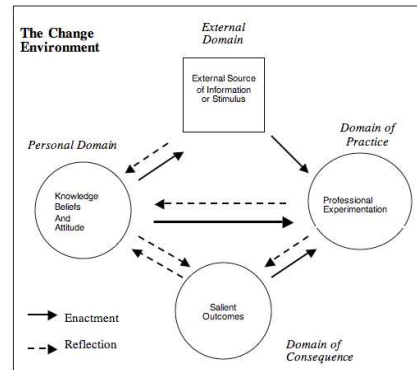 The Change
Environment
External
Domain
External Source
of Information
or Stimulus
Personal Domain
Domain of
Practice
Knowledge
Beliefs
And
Attitude
Professional
Experimentation
Salient
Outcomes
Enactment
Reflection
Domain of
Consequence